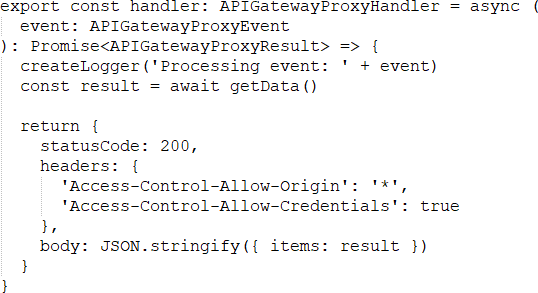 export const handler: APIGatewayProxyHandler = async (
  event: APIGatewayProxyEvent
): Promise<APIGatewayProxyResult> => {
  createLogger('Processing event: ' + event)
  const result = await getData()

  return {
    statusCode: 200,
    headers: {
      'Access-Control-Allow-Origin': '*',
      'Access-Control-Allow-Credentials': true
    },
    body: JSON.stringify({ items: result })
  }
}